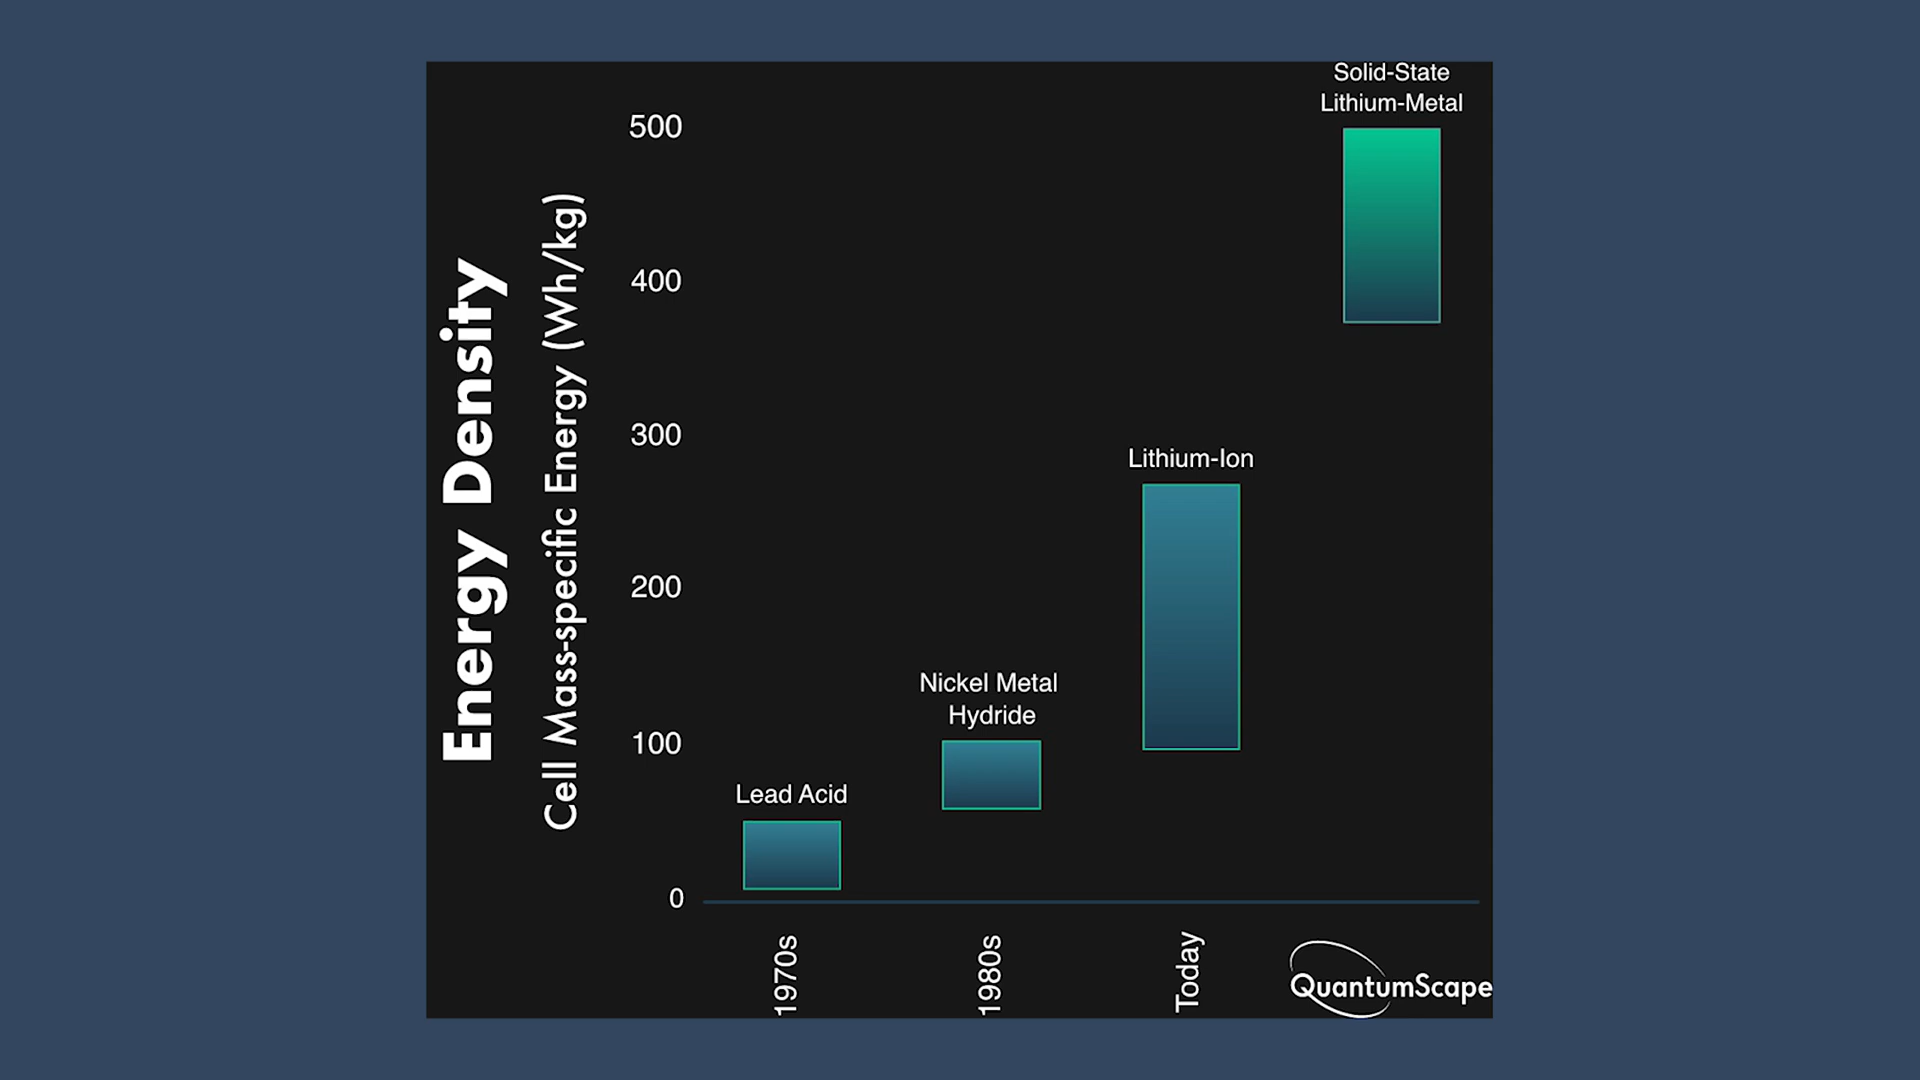 Energy Density
Cell Mass-specific Energy (Wh/kg)
500
400
300
200
100
0
Lead Acid
Nickel Metal
Hydride
Lithium-Ion
Solid-State
Lithium-Metal
1970s
1980s
Today
QuantumScape